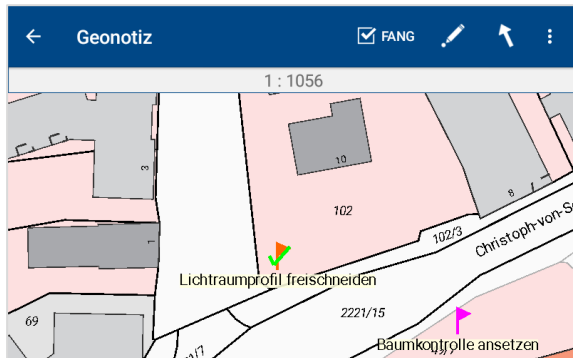 Geonotiz
FANG
1 : 1056
3
10
8
102
102/3
Christoph-von-S
1
Lichtraumprofil freischneiden
69
2221/15
Baumkontrolle ansetzen